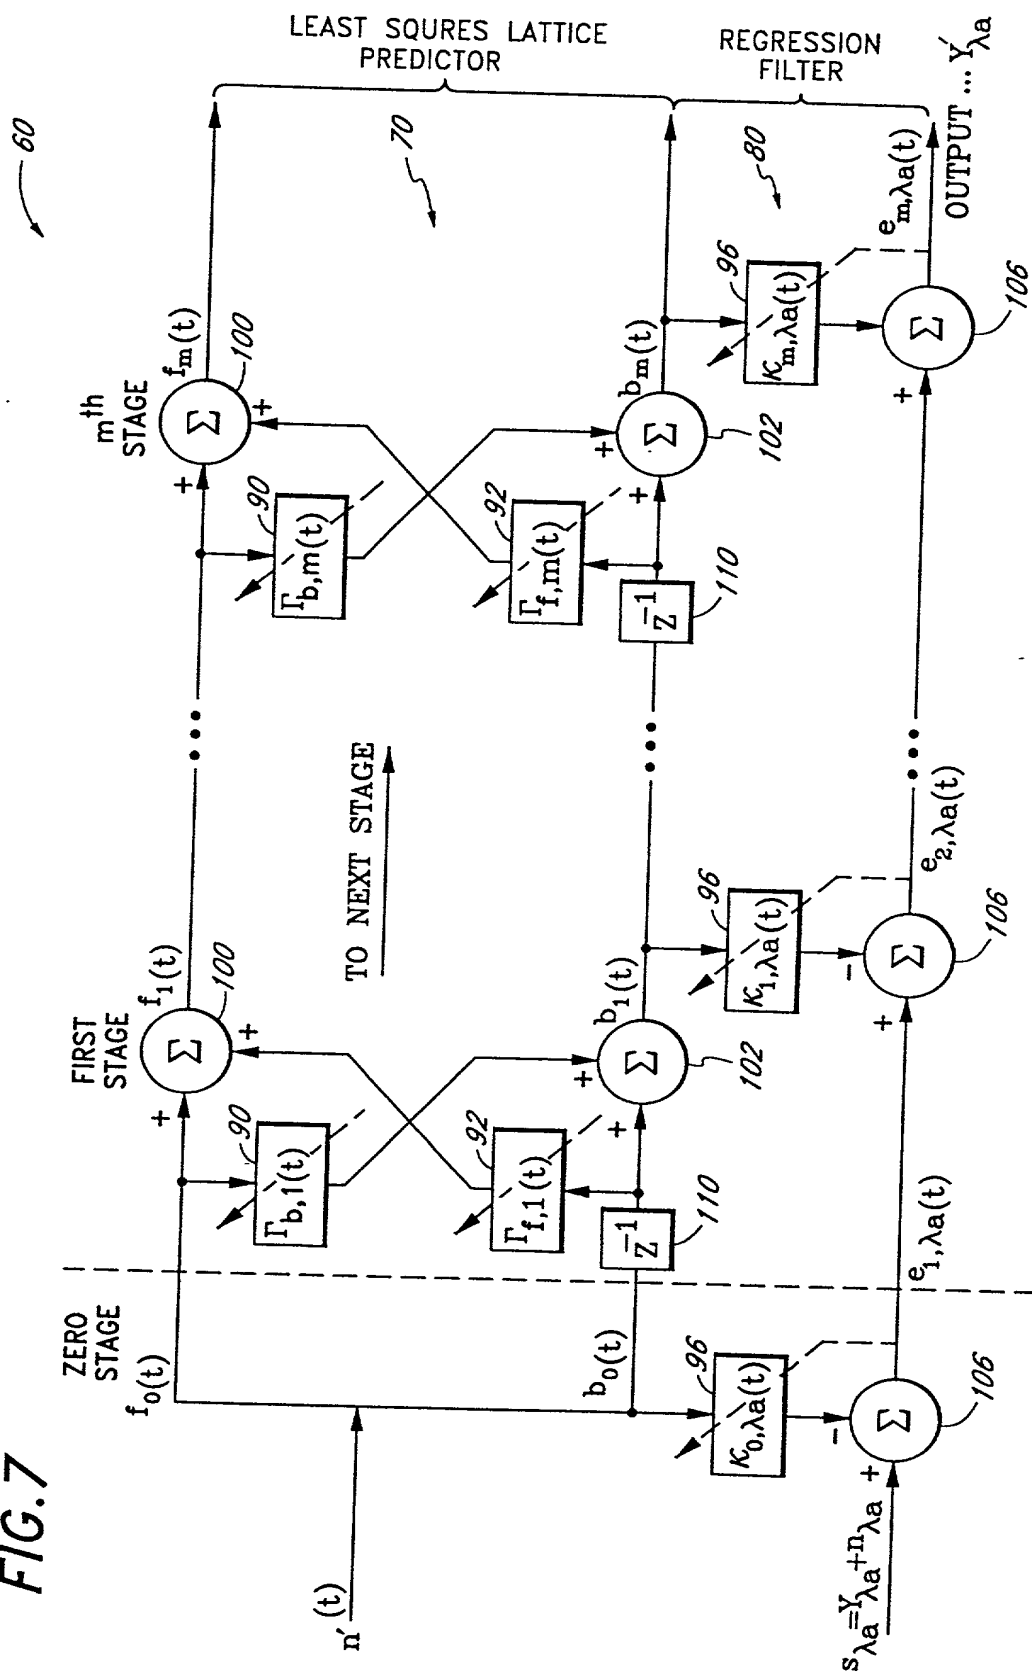 FIG.7
60
LEAST SQURES LATTICE
PREDICTOR
REGRESSION
FILTER
70
80
ZERO
STAGE
FIRST
STAGE
mth
STAGE
f0(t)
f1(t)
fm(t)
100
100
90
Γb,1(t)
90
Γb,m(t)
TO NEXT STAGE
92
Γf,1(t)
92
Γf,m(t)
n′(t)
b0(t)
Z−1
110
b1(t)
102
Z−1
110
bm(t)
102
96
κ0,λa(t)
96
κ1,λa(t)
96
κm,λa(t)
sλa=Yλa+nλa
Σ
106
e1,λa(t)
Σ
106
e2,λa(t)
Σ
106
em,λa(t)
OUTPUT ... Y′λa
Σ
Σ
Σ
Σ
+
+
+
+
+
+
+
+
+
−
+
−
+